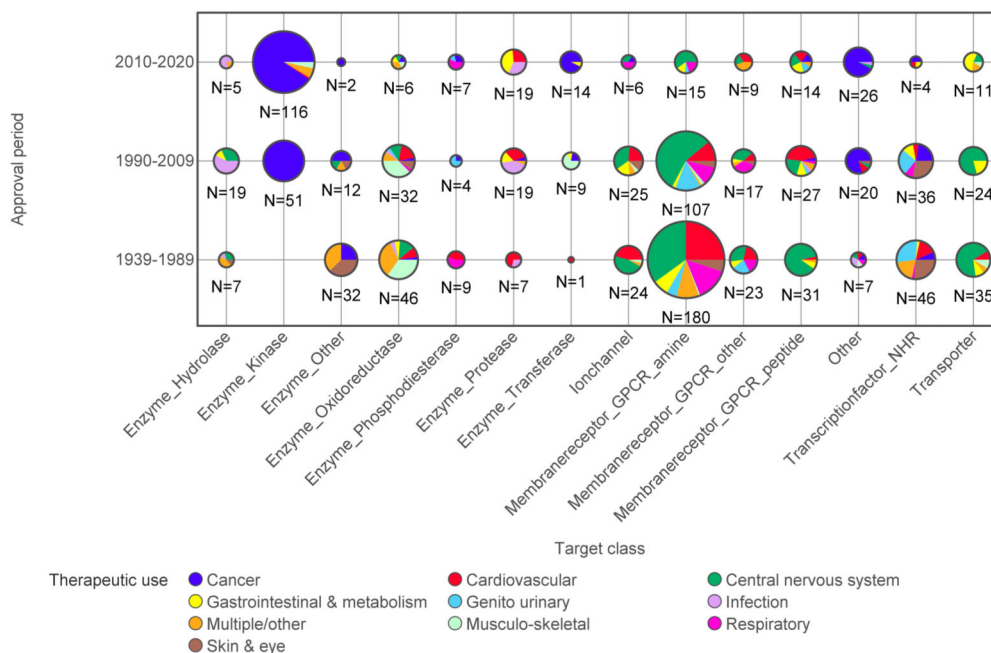 2010-2020
N=5
N=116
N=2
N=6
N=7
N=19
N=14
N=6
N=15
N=9
N=14
N=26
N=4
N=11
Approval period
1990-2009
N=19
N=51
N=12
N=32
N=4
N=19
N=9
N=25
N=107
N=17
N=27
N=20
N=36
N=24
1939-1989
N=7
N=32
N=46
N=9
N=7
N=1
N=24
N=180
N=23
N=31
N=7
N=46
N=35
Enzyme_Hydrolase
Enzyme_Kinase
Enzyme_Other
Enzyme_Oxidoreductase
Enzyme_Phosphodiesterase
Enzyme_Protease
Enzyme_Transferase
Ionchannel
Membranereceptor_GPCR_amine
Membranereceptor_GPCR_other
Membranereceptor_GPCR_peptide
Other
Transcriptionfactor_NHR
Transporter
Target class
Therapeutic use
Cancer
Cardiovascular
Central nervous system
Gastrointestinal & metabolism
Genito urinary
Infection
Multiple/other
Musculo-skeletal
Respiratory
Skin & eye